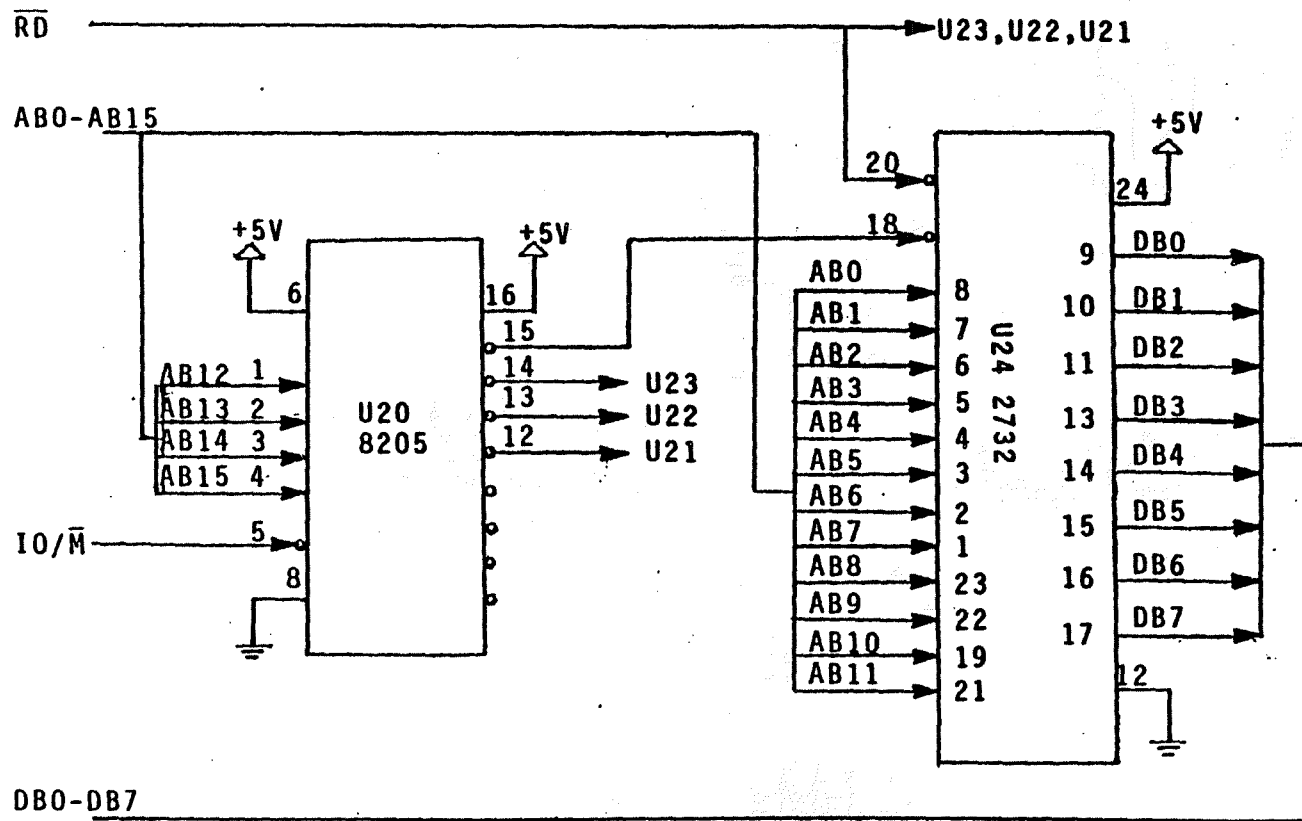 R̅D̅
U23,U22,U21
AB0-AB15
+5V
20
24
18
+5V
+5V
6
16
15
14
U23
13
U22
12
U21
AB12 1
AB13 2
AB14 3
AB15 4
U20
8205
IO/M̅
5
8
AB0
8
AB1
7
AB2
6
AB3
5
AB4
4
AB5
3
AB6
2
AB7
1
AB8
23
AB9
22
AB10
19
AB11
21
U24 2732
9
DB0
10
DB1
11
DB2
13
DB3
14
DB4
15
DB5
16
DB6
17
DB7
12
DB0-DB7